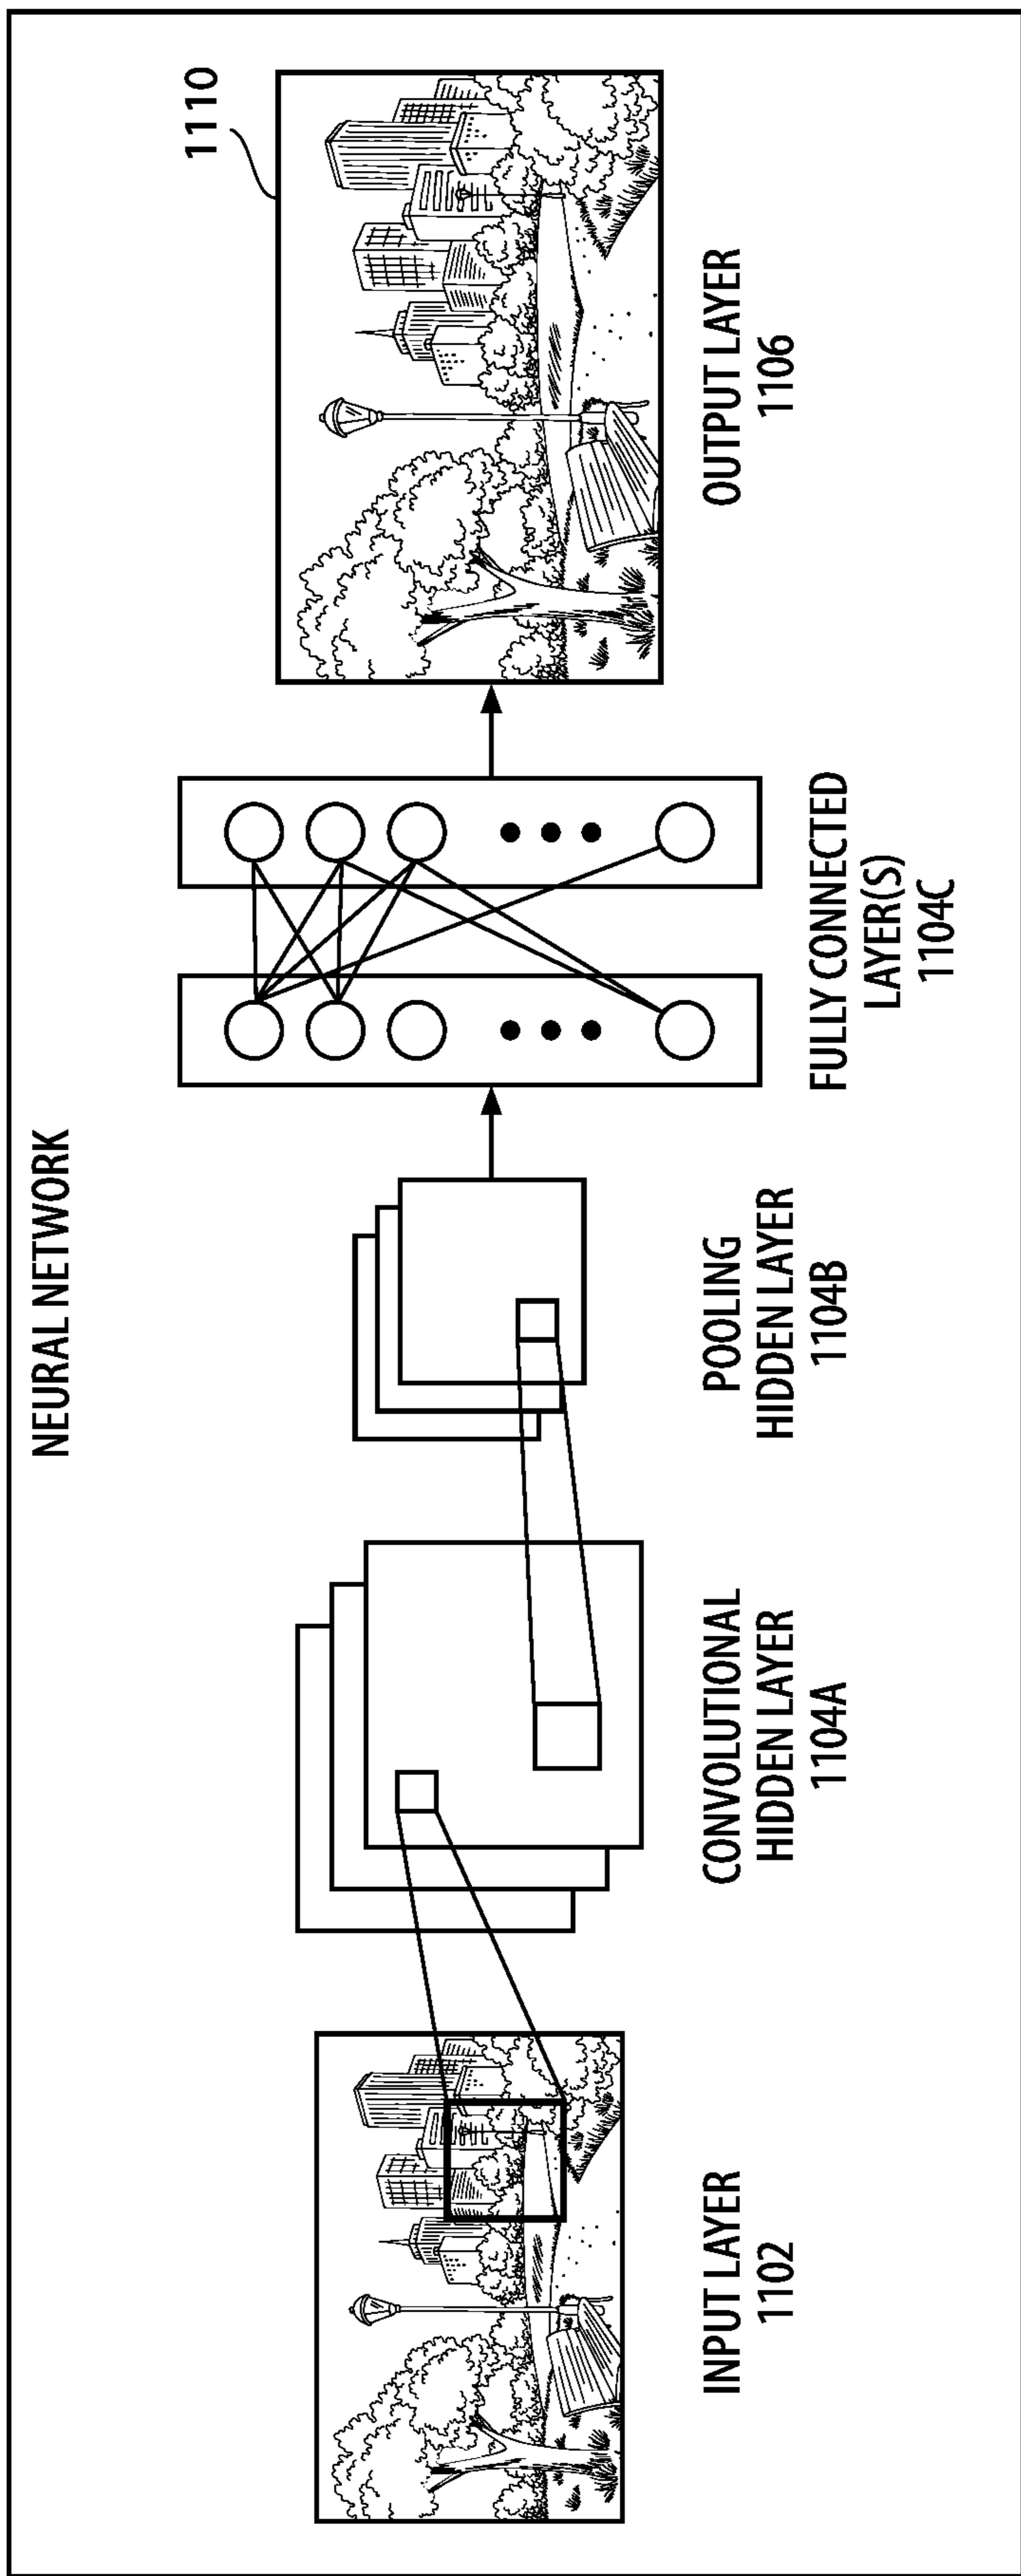 NEURAL NETWORK
1110
INPUT LAYER
1102
CONVOLUTIONAL
HIDDEN LAYER
1104A
POOLING
HIDDEN LAYER
1104B
FULLY CONNECTED
LAYER(S)
1104C
OUTPUT LAYER
1106